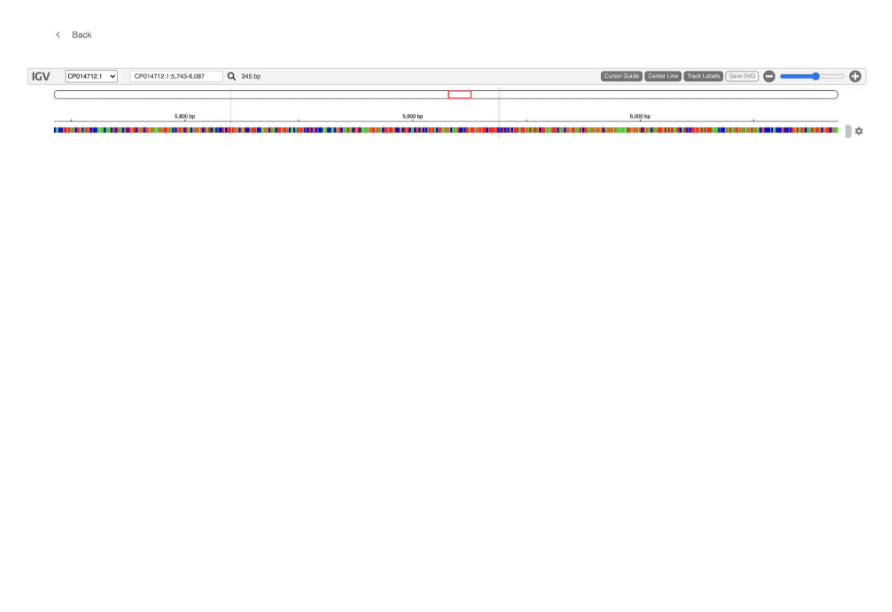 Back
IGV CP014712.1 CP014712.1:5,743-6,087 345 bp Cursor Guide Center Line Track Labels Save SVG
5,800 bp 5,900 bp 6,000 bp